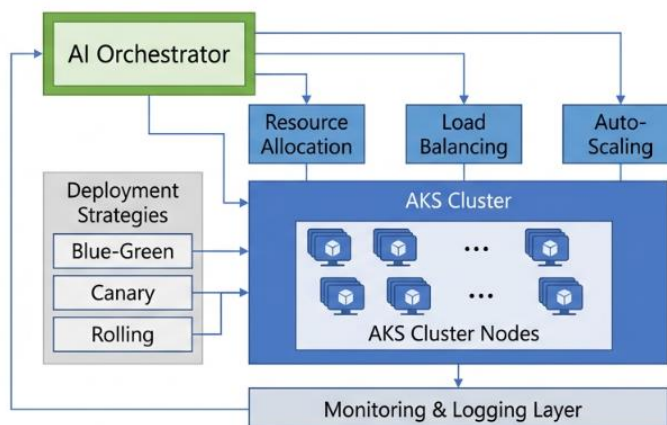 AI Orchestrator
Resource
Allocation
Load
Balancing
Auto-
Scaling
Deployment
Strategies
Blue-Green
Canary
Rolling
AKS Cluster
...
...
AKS Cluster Nodes
Monitoring & Logging Layer